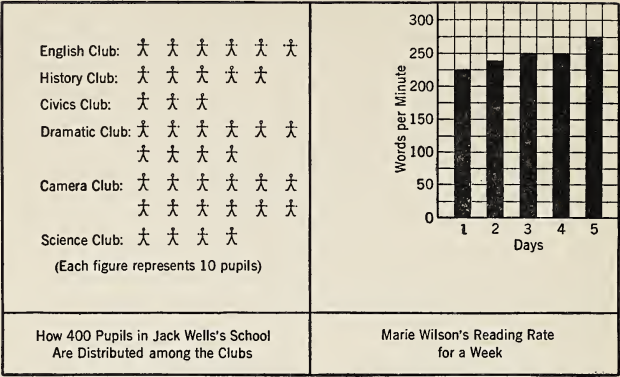 English Club:
History Club:
Civics Club:
Dramatic Club:
Camera Club:
Science Club:
(Each figure represents 10 pupils)
How 400 Pupils in Jack Wells's School
Are Distributed among the Clubs
300
250
200
150
100
50
0
Words per Minute
1 2 3 4 5
Days
Marie Wilson's Reading Rate
for a Week